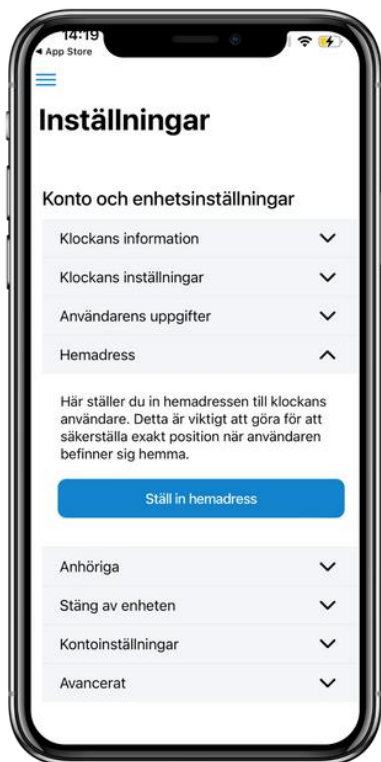 14:19
App Store
Inställningar
Konto och enhetsinställningar
Klockans information
Klockans inställningar
Användarens uppgifter
Hemadress
Här ställer du in hemadressen till klockans
användare. Detta är viktigt att göra för att
säkerställa exakt position när användaren
befinner sig hemma.
Ställ in hemadress
Anhöriga
Stäng av enheten
Kontoinställningar
Avancerat